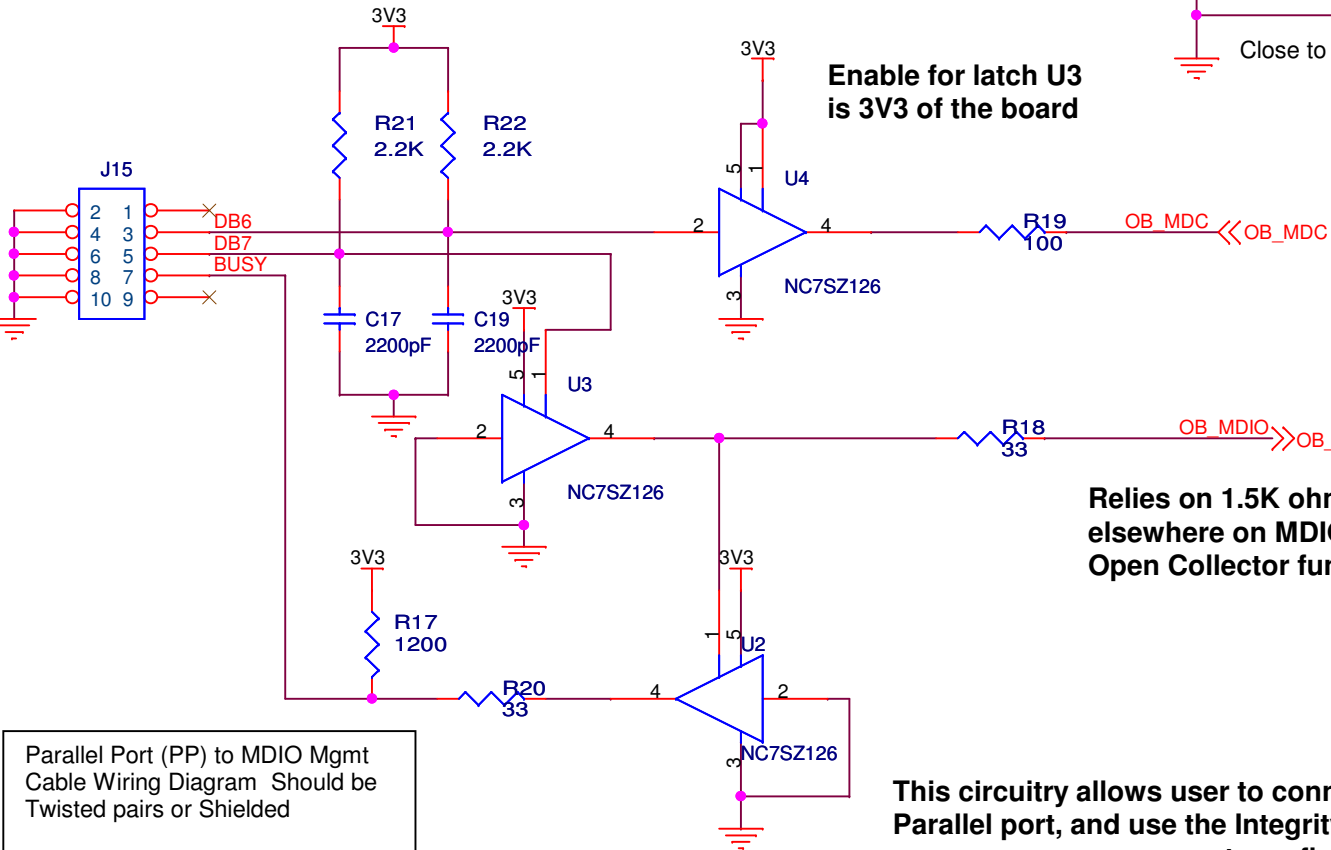 3V3
3V3
Close to
Enable for latch U3
is 3V3 of the board
R21
2.2K
R22
2.2K
J15
5
1
U4
2 1
4 3
6 5
8 7
10 9
DB6
DB7
BUSY
2
4
R19
100
OB_MDC
OB_MDC
3
NC7SZ126
3V3
C17
2200pF
C19
2200pF
5
1
U3
2
4
R18
33
OB_MDIO
OB_
3
NC7SZ126
Relies on 1.5K
elsewhere on
Open Collector
3V3
3V3
R17
1200
1
5
U2
R20
33
4
2
3
NC7SZ126
Parallel Port (PP) to MDIO Mgmt
Cable Wiring Diagram Should be
Twisted pairs or Shielded
This circuitry allows user to
Parallel port, and use the